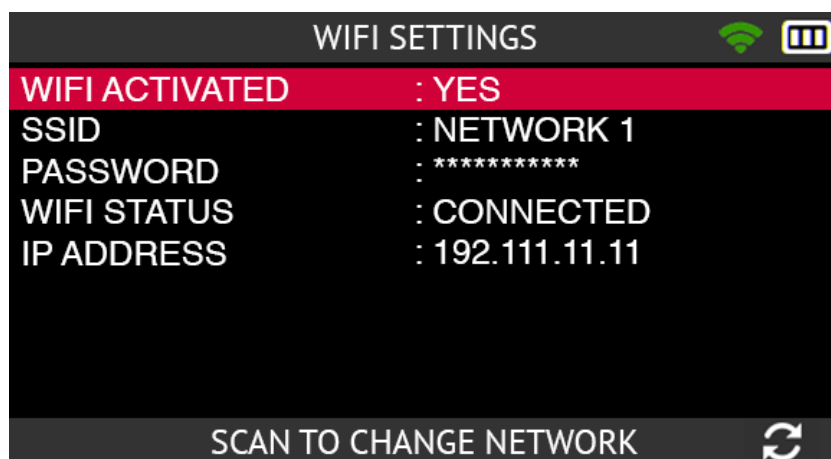 WIFI SETTINGS
WIFI ACTIVATED : YES
SSID : NETWORK 1
PASSWORD : ***********
WIFI STATUS : CONNECTED
IP ADDRESS : 192.111.11.11
SCAN TO CHANGE NETWORK